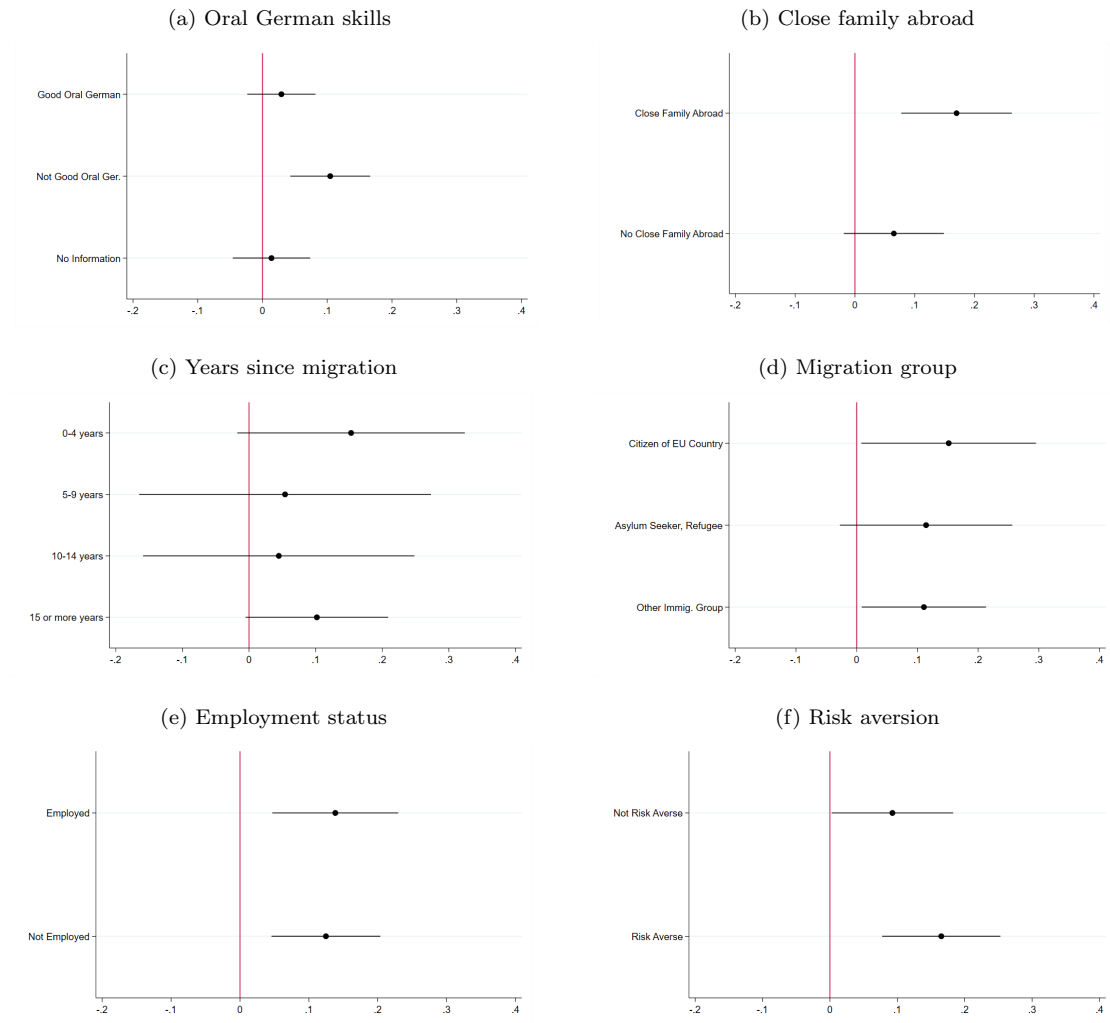 (a) Oral German skills
Good Oral German
Not Good Oral Ger.
No Information
-.2 -.1 0 .1 .2 .3 .4
(b) Close family abroad
Close Family Abroad
No Close Family Abroad
-.2 -.1 0 .1 .2 .3 .4
(c) Years since migration
0-4 years
5-9 years
10-14 years
15 or more years
-.2 -.1 0 .1 .2 .3 .4
(d) Migration group
Citizen of EU Country
Asylum Seeker, Refugee
Other Immig. Group
-.2 -.1 0 .1 .2 .3 .4
(e) Employment status
Employed
Not Employed
-.2 -.1 0 .1 .2 .3 .4
(f) Risk aversion
Not Risk Averse
Risk Averse
-.2 -.1 0 .1 .2 .3 .4